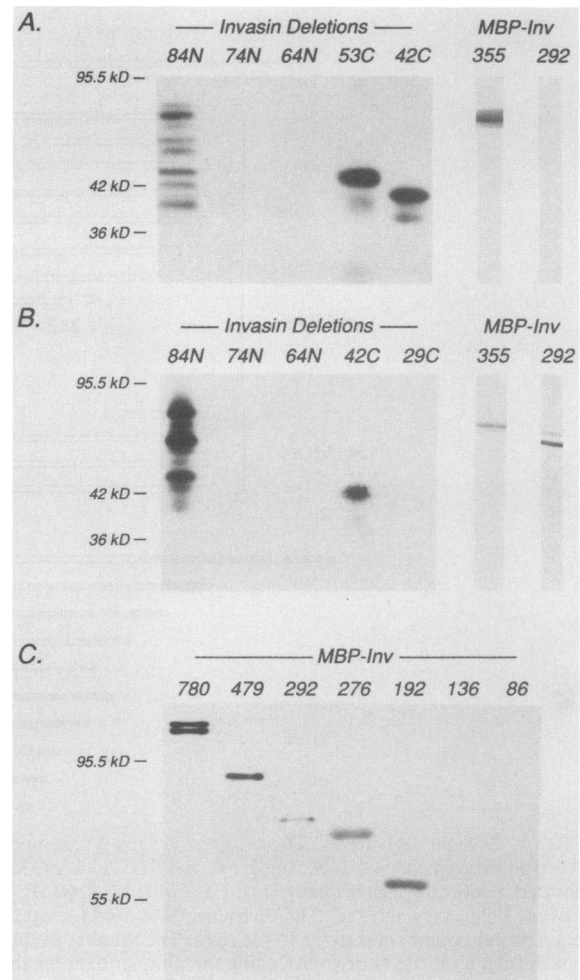 A.
Invasin Deletions MBP-Inv
84N 74N 64N 53C 42C 355 292
95.5 kD
42 kD
36 kD
B.
Invasin Deletions MBP-Inv
84N 74N 64N 42C 29C 355 292
95.5 kD
42 kD
36 kD
C.
MBP-Inv
780 479 292 276 192 136 86
95.5 kD
55 kD